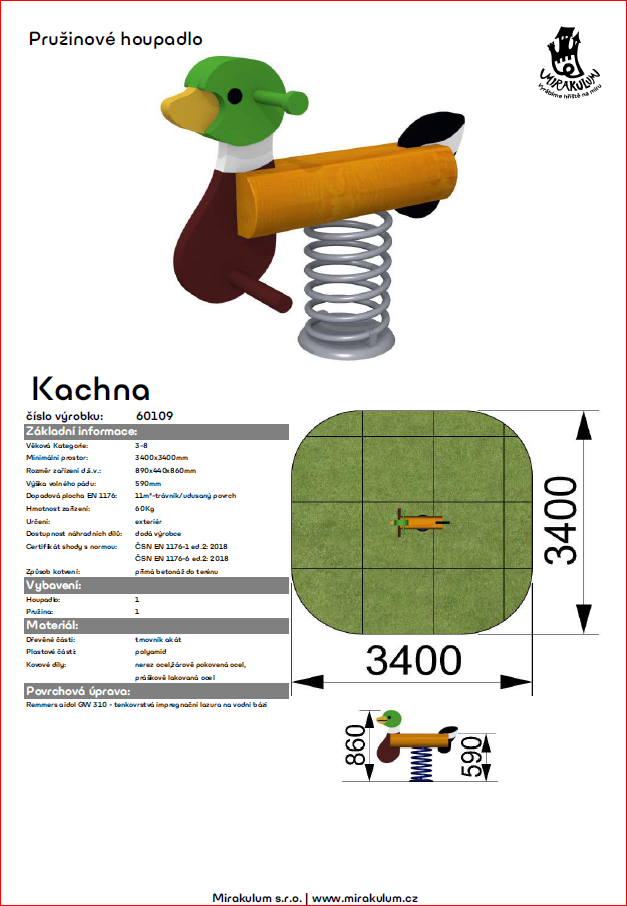 Pružinové houpadlo
MIRAKULUM
Vyrábíme hřiště na míru
Kachna
číslo výrobku: 60109
Základní informace:
Věková Kategorie: 3-8
Minimální prostor: 3400x3400mm
Rozměr zařízení d.š.v.: 890x440x860mm
Výška volného pádu: 590mm
Dopadová plocha EN 1176: 11m²-trávník/udusaný povrch
Hmotnost zařízení: 60Kg
Určení: exteriér
Dostupnost náhradních dílů: dodá výrobce
Certifikát shody s normou: ČSN EN 1176-1 ed.2: 2018
ČSN EN 1176-6 ed.2: 2018
Způsob kotvení: přímá betonáž do terénu
Vybavení:
Houpadlo: 1
Pružina: 1
Materiál:
Dřevěné části: trnovník akát
Plastové části: polyamid
Kovové díly: nerez ocel,žárově pokovená ocel,
práškově lakovaná ocel
Povrchová úprava:
Remmers aidol GW 310 - tenkovrstvá impregnační lazura na vodní bázi
3400
3400
860
590
Mirakulum s.r.o. | www.mirakulum.cz